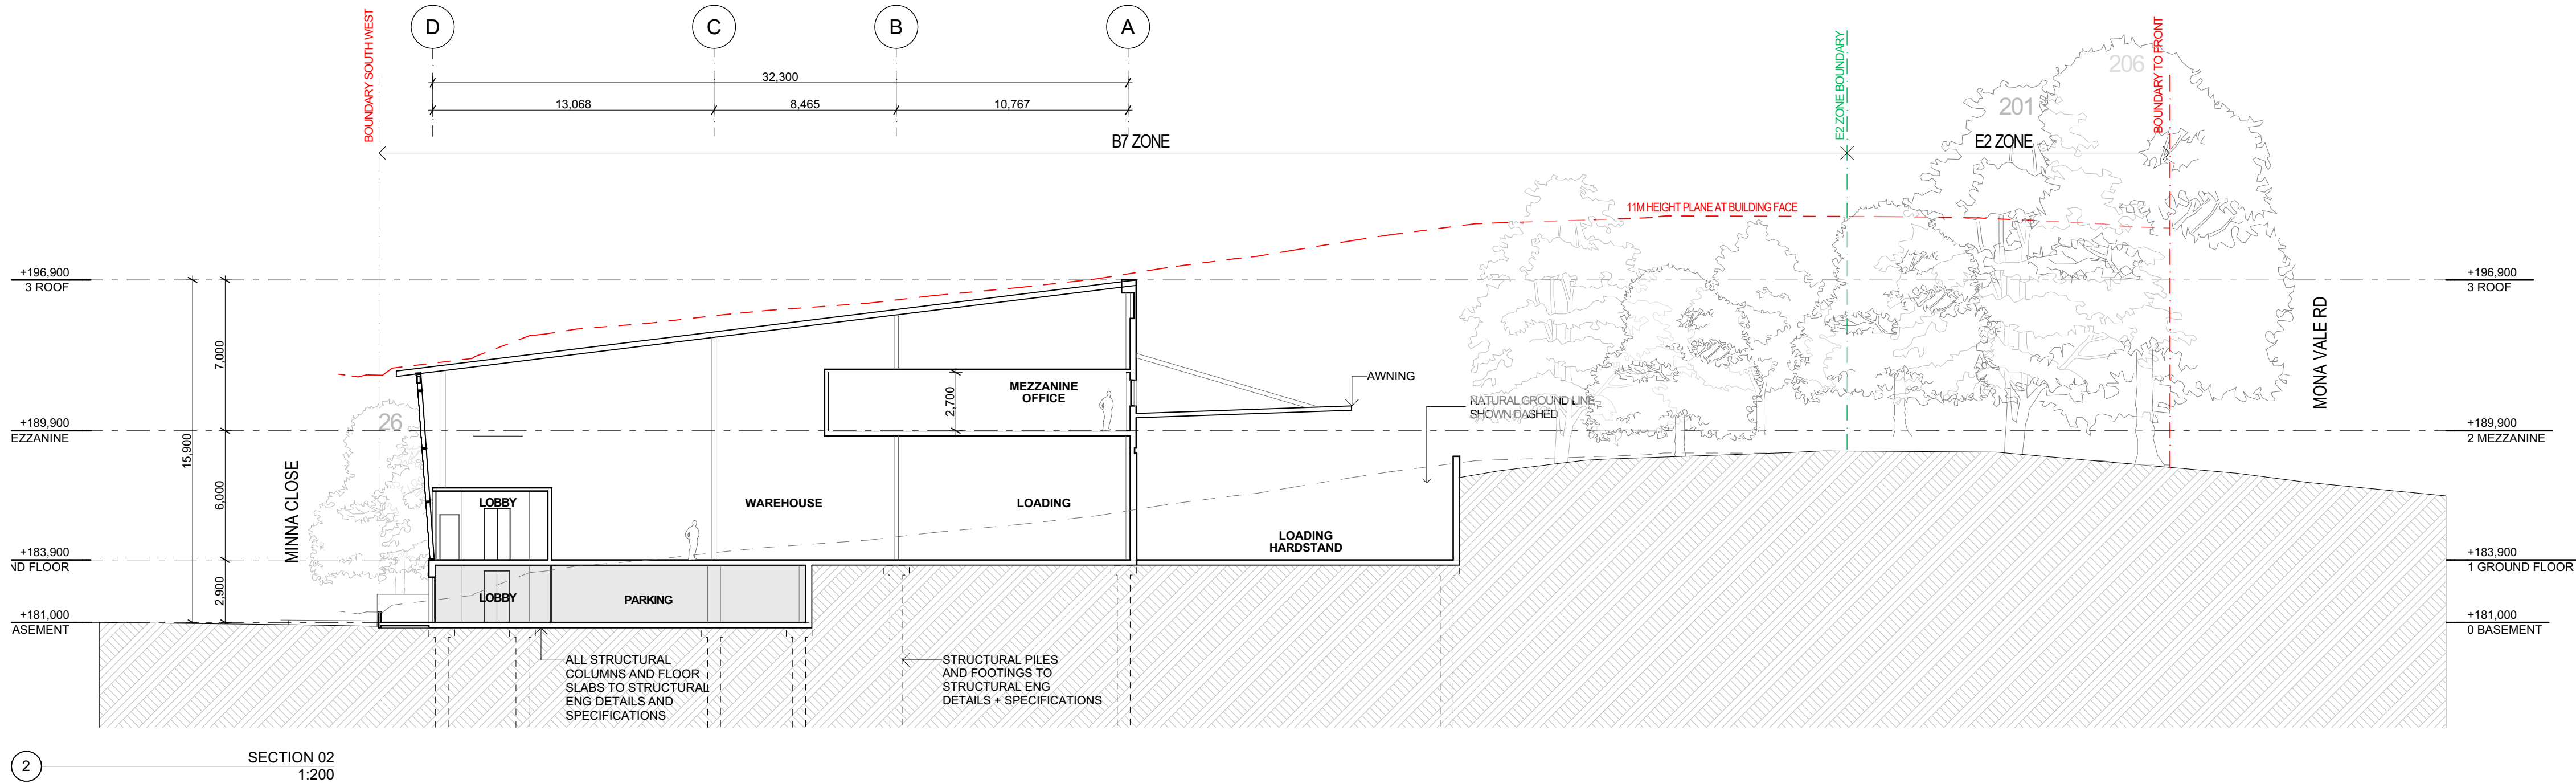 D
C
B
A
BOUNDARY SOUTH WEST
E2 ZONE BOUNDARY
BOUNDARY TO FRONT
206
201
32,300
13,068
8,465
10,767
B7 ZONE
E2 ZONE
11M HEIGHT PLANE AT BUILDING FACE
+196,900
3 ROOF
+196,900
3 ROOF
7,000
MONA VALE RD
AWNING
MEZZANINE
OFFICE
2,700
NATURAL GROUND LINE
SHOWN DASHED
26
+189,900
EZZANINE
+189,900
2 MEZZANINE
15,900
6,000
MINNA CLOSE
LOBBY
WAREHOUSE
LOADING
LOADING
HARDSTAND
+183,900
ND FLOOR
+183,900
1 GROUND FLOOR
2,900
LOBBY
PARKING
+181,000
ASEMENT
+181,000
0 BASEMENT
ALL STRUCTURAL
COLUMNS AND FLOOR
SLABS TO STRUCTURAL
ENG DETAILS AND
SPECIFICATIONS
STRUCTURAL PILES
AND FOOTINGS TO
STRUCTURAL ENG
DETAILS + SPECIFICATIONS
2
SECTION 02
1:200